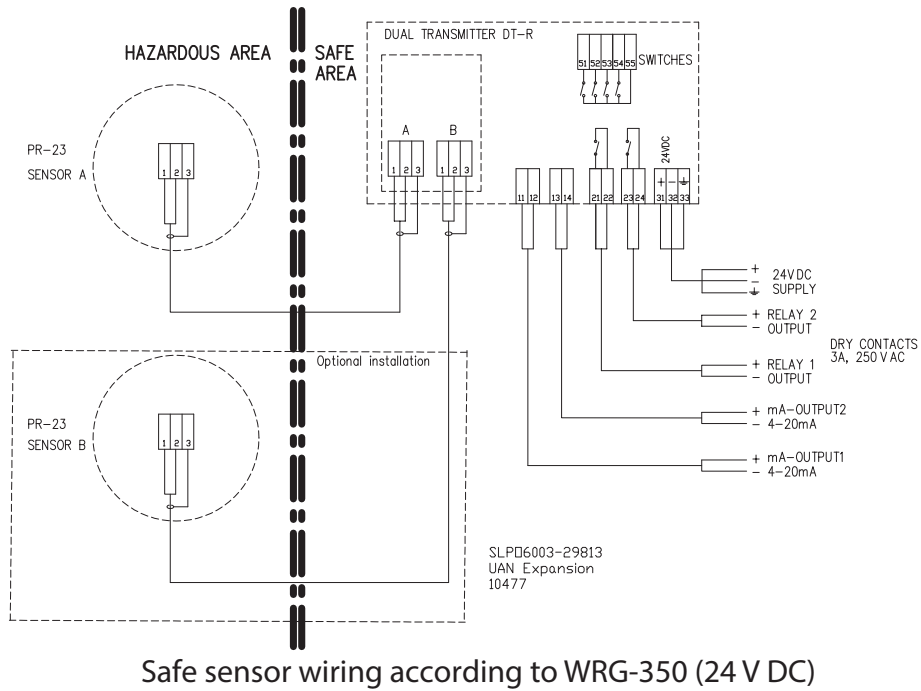 HAZARDOUS AREA
SAFE
AREA
DUAL TRANSMITTER DT-R
51 52 53 54 55
SWITCHES
PR-23
SENSOR A
1 2 3
A
B
1 2 3
1 2 3
24VDC
+ − ⏚
11 12
13 14
21 22
23 24
31 32 33
+
− 24VDC
⏚ SUPPLY
+ RELAY 2
− OUTPUT
DRY CONTACTS
3A, 250 V AC
+ RELAY 1
− OUTPUT
+ mA-OUTPUT2
− 4-20mA
+ mA-OUTPUT1
− 4-20mA
Optional installation
PR-23
SENSOR B
1 2 3
SLP□6003-29813
UAN Expansion
10477
Safe sensor wiring according to WRG-350 (24 V DC)